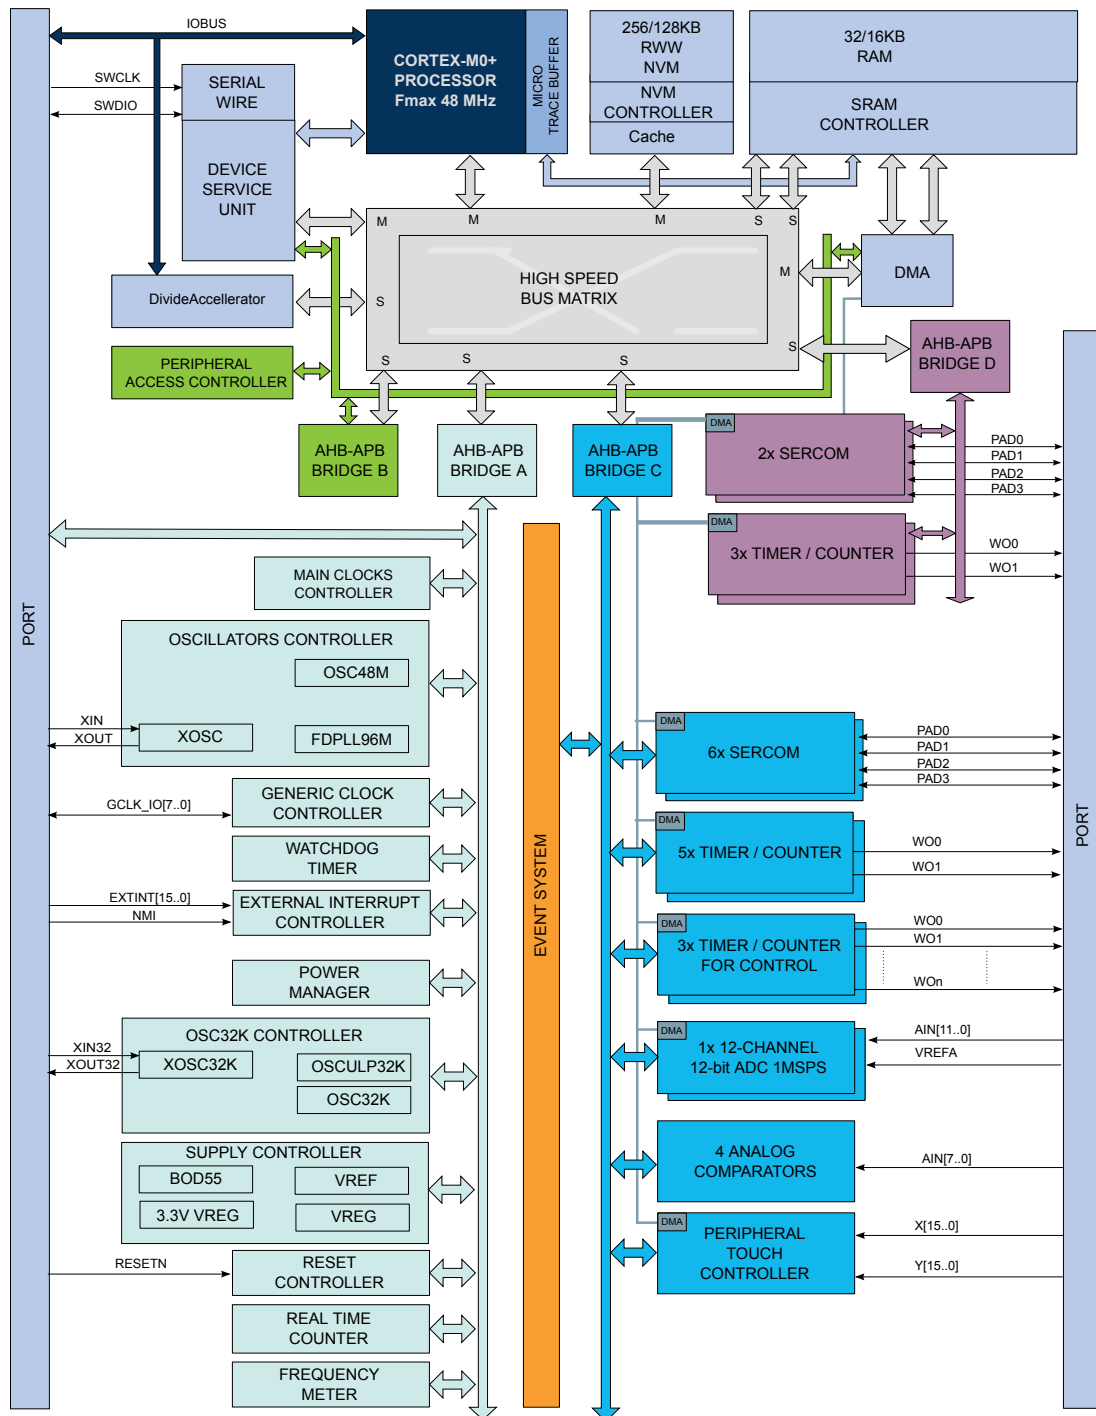 IOBUS
SWCLK
SWDIO
SERIAL
WIRE
DEVICE
SERVICE
UNIT
CORTEX-M0+
PROCESSOR
Fmax 48 MHz
MICRO
TRACE BUFFER
256/128KB
RWW
NVM
NVM
CONTROLLER
Cache
32/16KB
RAM
SRAM
CONTROLLER
M
M
S
S
M
M
S
S
S
S
S
HIGH SPEED
BUS MATRIX
DMA
DivideAccellerator
PERIPHERAL
ACCESS CONTROLLER
AHB-APB
BRIDGE B
AHB-APB
BRIDGE A
AHB-APB
BRIDGE C
AHB-APB
BRIDGE D
DMA
2x SERCOM
PAD0
PAD1
PAD2
PAD3
DMA
3x TIMER / COUNTER
WO0
WO1
PORT
PORT
EVENT SYSTEM
MAIN CLOCKS
CONTROLLER
OSCILLATORS CONTROLLER
OSC48M
XIN
XOUT
XOSC
FDPLL96M
GCLK_IO[7..0]
GENERIC CLOCK
CONTROLLER
WATCHDOG
TIMER
EXTINT[15..0]
NMI
EXTERNAL INTERRUPT
CONTROLLER
POWER
MANAGER
OSC32K CONTROLLER
XIN32
XOUT32
XOSC32K
OSCULP32K
OSC32K
SUPPLY CONTROLLER
BOD55
VREF
3.3V VREG
VREG
RESETN
RESET
CONTROLLER
REAL TIME
COUNTER
FREQUENCY
METER
DMA
6x SERCOM
PAD0
PAD1
PAD2
PAD3
DMA
5x TIMER / COUNTER
WO0
WO1
DMA
3x TIMER / COUNTER
FOR CONTROL
WO0
WO1
WOn
DMA
1x 12-CHANNEL
12-bit ADC 1MSPS
AIN[11..0]
VREFA
4 ANALOG
COMPARATORS
AIN[7..0]
DMA
PERIPHERAL
TOUCH
CONTROLLER
X[15..0]
Y[15..0]